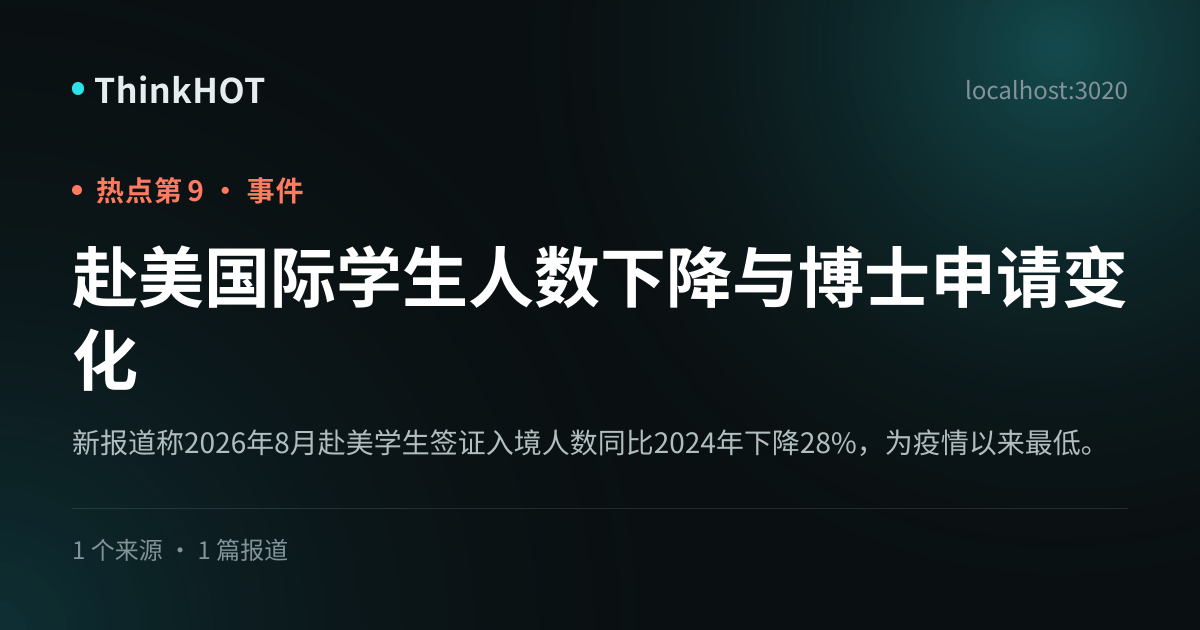 ThinkHOT
localhost:3020
热点第 9 · 事件
赴美国际学生人数下降与博士申请变
化
新报道称2026年8月赴美学生签证入境人数同比2024年下降28%，为疫情以来最低。
1 个来源 · 1 篇报道